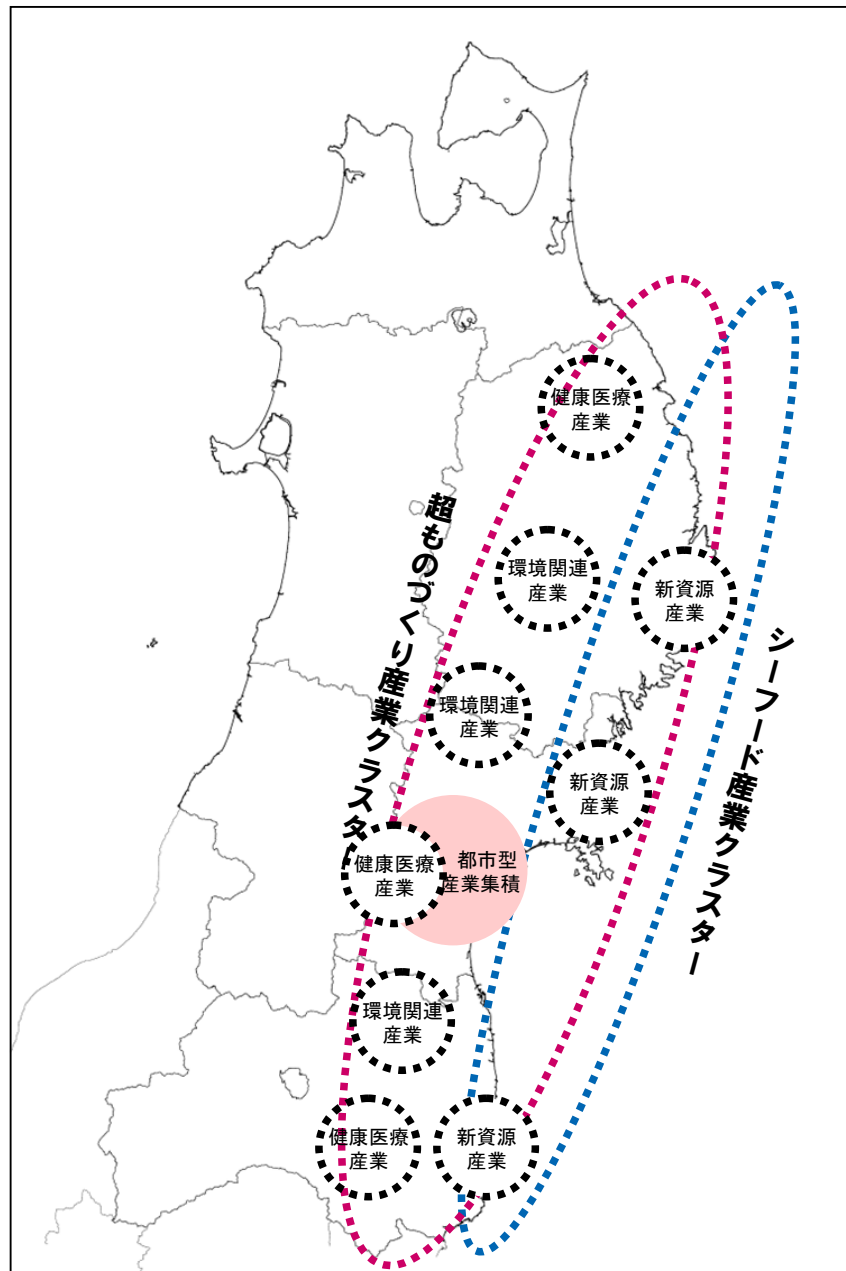 健康医療
産業
超ものづくり産業クラスター
環境関連
産業
新資源
産業
シーフード産業クラスター
環境関連
産業
新資源
産業
健康医療
産業
都市型
産業集積
環境関連
産業
健康医療
産業
新資源
産業